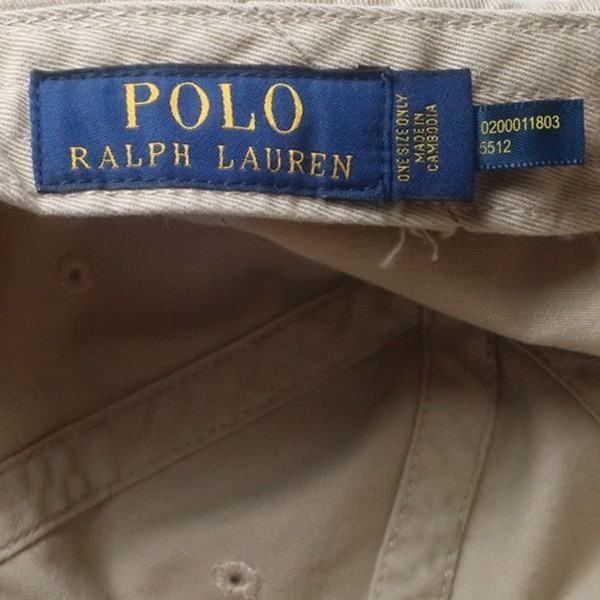 POLO
RALPH LAUREN
ONE SIZE ONLY
MADE IN
CAMBODIA
0200011803
5512